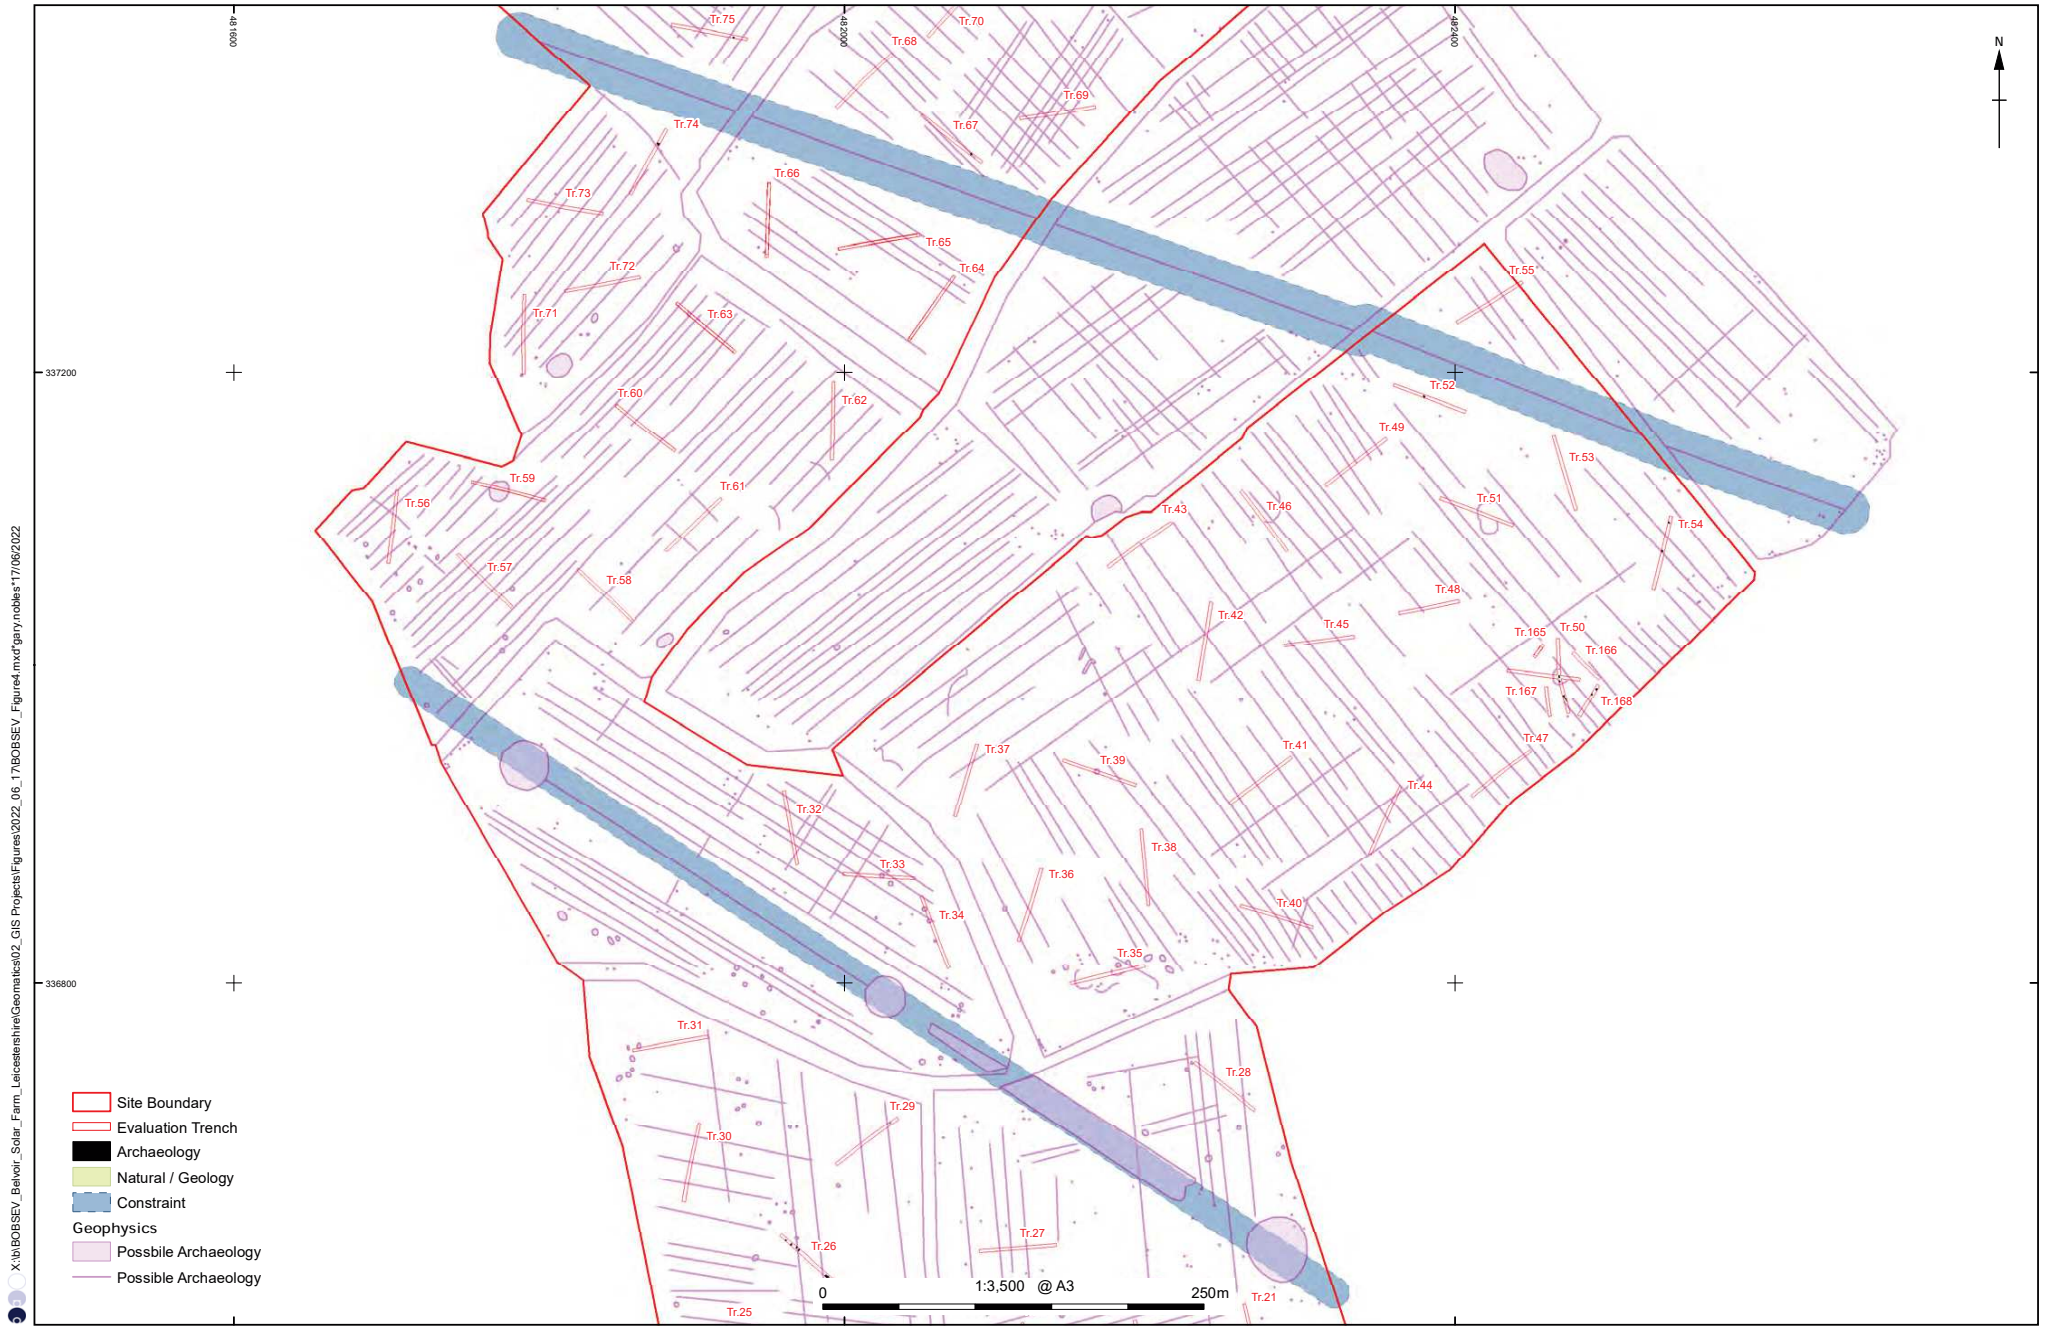 481600
482000
482400
N
Tr.75
Tr.70
Tr.68
Tr.69
Tr.67
Tr.74
Tr.66
Tr.73
Tr.65
Tr.64
Tr.72
Tr.55
Tr.71
Tr.63
337200
Tr.52
Tr.60
Tr.62
Tr.49
Tr.53
Tr.59
Tr.61
Tr.51
Tr.56
Tr.46
Tr.43
Tr.54
Tr.57
Tr.58
Tr.48
Tr.42
Tr.45
Tr.165
Tr.50
Tr.166
Tr.167
Tr.168
Tr.37
Tr.39
Tr.41
Tr.47
Tr.44
Tr.32
Tr.38
Tr.33
Tr.36
Tr.34
Tr.40
Tr.35
336800
Tr.31
Tr.28
Tr.29
Tr.30
Tr.27
Tr.26
Tr.25
Tr.21
Site Boundary
Evaluation Trench
Archaeology
Natural / Geology
Constraint
Geophysics
Possbile Archaeology
Possible Archaeology
1:3,500 @ A3
0 250m
X:\b\BOBSEV_Belvoir_Solar_Farm_Leicestershire\Geomatics\02_GIS Projects\Figures\2022_06_17\BOBSEV_Figure4.mxd*gary.nobles*17/06/2022